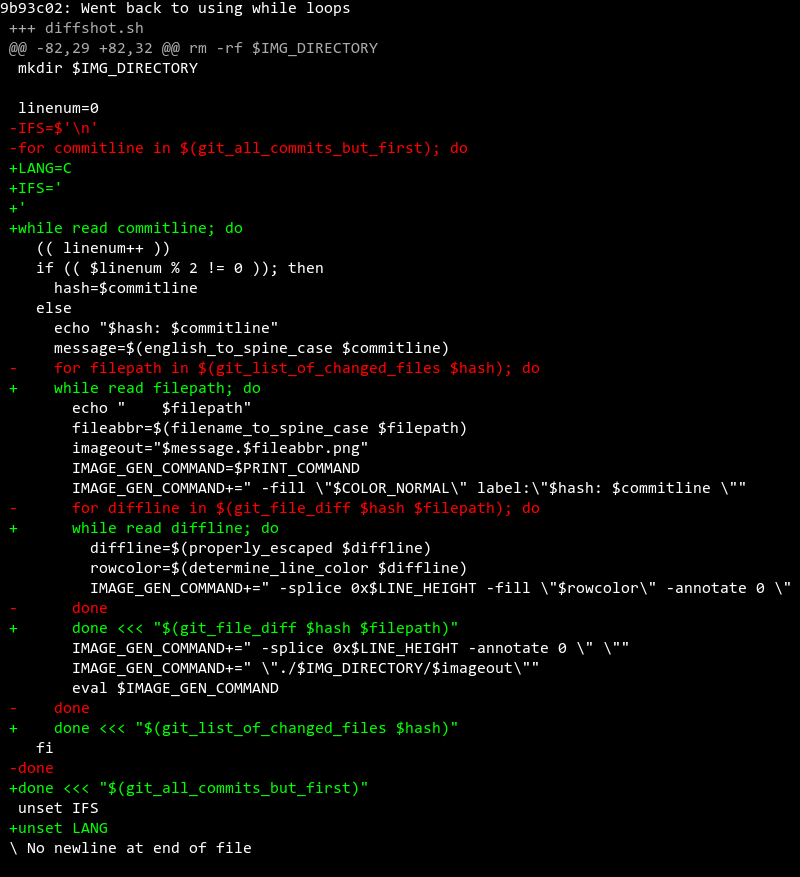 9b93c02: Went back to using while loops
+++ diffshot.sh
@@ -82,29 +82,32 @@ rm -rf $IMG_DIRECTORY
 mkdir $IMG_DIRECTORY

 linenum=0
-IFS=$'\n'
-for commitline in $(git_all_commits_but_first); do
+LANG=C
+IFS='
+'
+while read commitline; do
   (( linenum++ ))
   if (( $linenum % 2 != 0 )); then
     hash=$commitline
   else
     echo "$hash: $commitline"
     message=$(english_to_spine_case $commitline)
-    for filepath in $(git_list_of_changed_files $hash); do
+    while read filepath; do
       echo "    $filepath"
       fileabbr=$(filename_to_spine_case $filepath)
       imageout="$message.$fileabbr.png"
       IMAGE_GEN_COMMAND=$PRINT_COMMAND
       IMAGE_GEN_COMMAND+=" -fill \"$COLOR_NORMAL\" label:\"$hash: $commitline \""
-      for diffline in $(git_file_diff $hash $filepath); do
+      while read diffline; do
         diffline=$(properly_escaped $diffline)
         rowcolor=$(determine_line_color $diffline)
         IMAGE_GEN_COMMAND+=" -splice 0x$LINE_HEIGHT -fill \"$rowcolor\" -annotate 0 \"
-      done
+      done <<< "$(git_file_diff $hash $filepath)"
       IMAGE_GEN_COMMAND+=" -splice 0x$LINE_HEIGHT -annotate 0 \" \""
       IMAGE_GEN_COMMAND+=" \"./$IMG_DIRECTORY/$imageout\""
       eval $IMAGE_GEN_COMMAND
-    done
+    done <<< "$(git_list_of_changed_files $hash)"
   fi
-done
+done <<< "$(git_all_commits_but_first)"
 unset IFS
+unset LANG
\ No newline at end of file